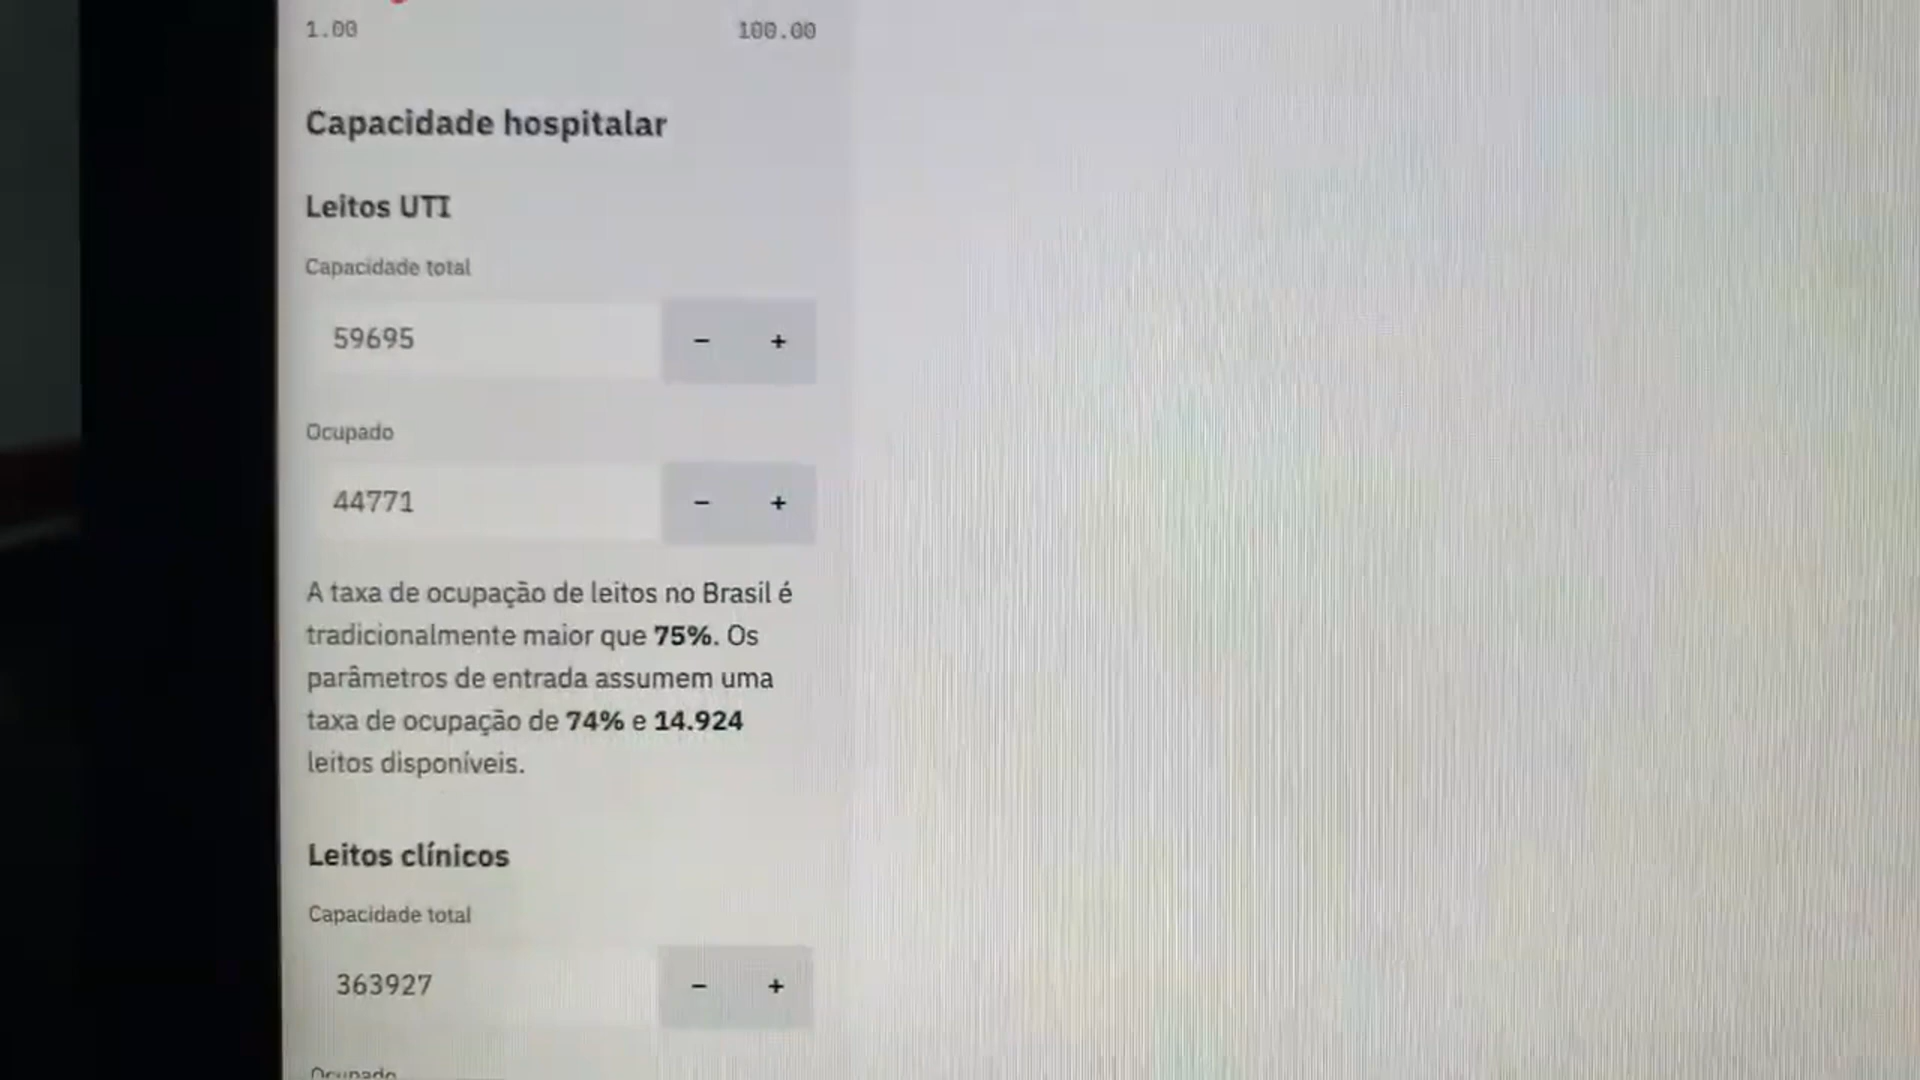 1.00 100.00
Capacidade hospitalar
Leitos UTI
Capacidade total
59695 − +
Ocupado
44771 − +
A taxa de ocupação de leitos no Brasil é
tradicionalmente maior que 75%. Os
parâmetros de entrada assumem uma
taxa de ocupação de 74% e 14.924
leitos disponíveis.
Leitos clínicos
Capacidade total
363927 − +
Ocupado